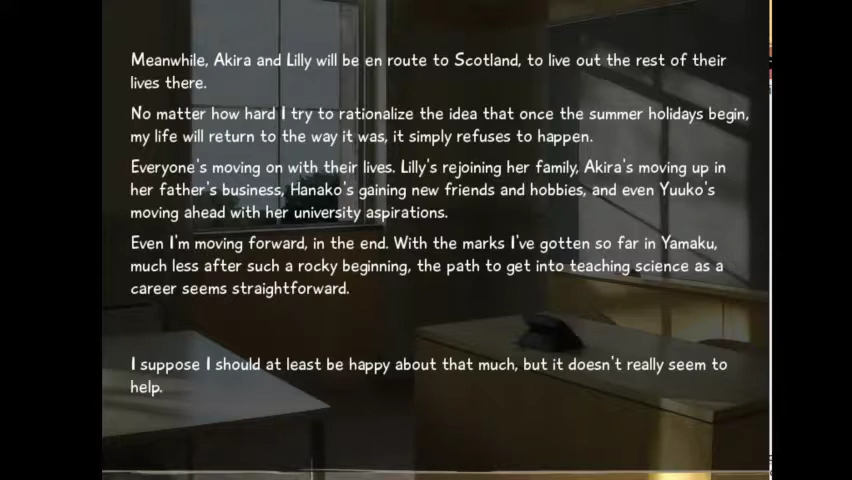 Meanwhile, Akira and Lilly will be en route to Scotland, to live out the rest of their
lives there.
No matter how hard I try to rationalize the idea that once the summer holidays begin,
my life will return to the way it was, it simply refuses to happen.
Everyone's moving on with their lives. Lilly's rejoining her family, Akira's moving up in
her father's business, Hanako's gaining new friends and hobbies, and even Yuuko's
moving ahead with her university aspirations.
Even I'm moving forward, in the end. With the marks I've gotten so far in Yamaku,
much less after such a rocky beginning, the path to get into teaching science as a
career seems straightforward.
I suppose I should at least be happy about that much, but it doesn't really seem to
help.